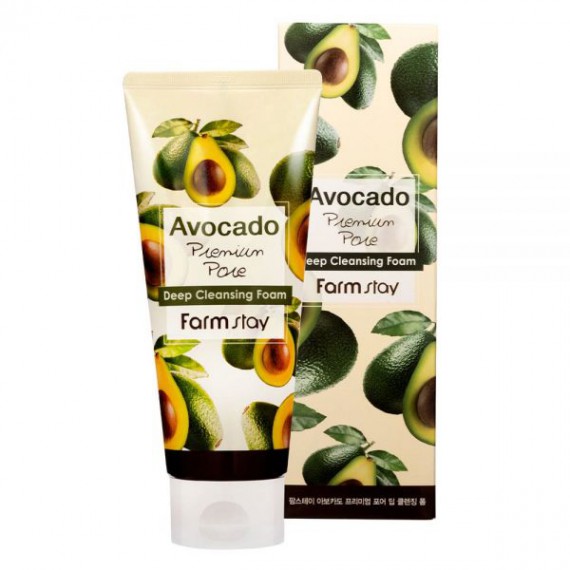 Avocado
Premium
Pore
Deep Cleansing Foam
Farmstay
Avocado
Premium
Pore
Deep Cleansing Foam
Farmstay
팜스테이 아보카도 프리미엄 포어 딥 클렌징 폼